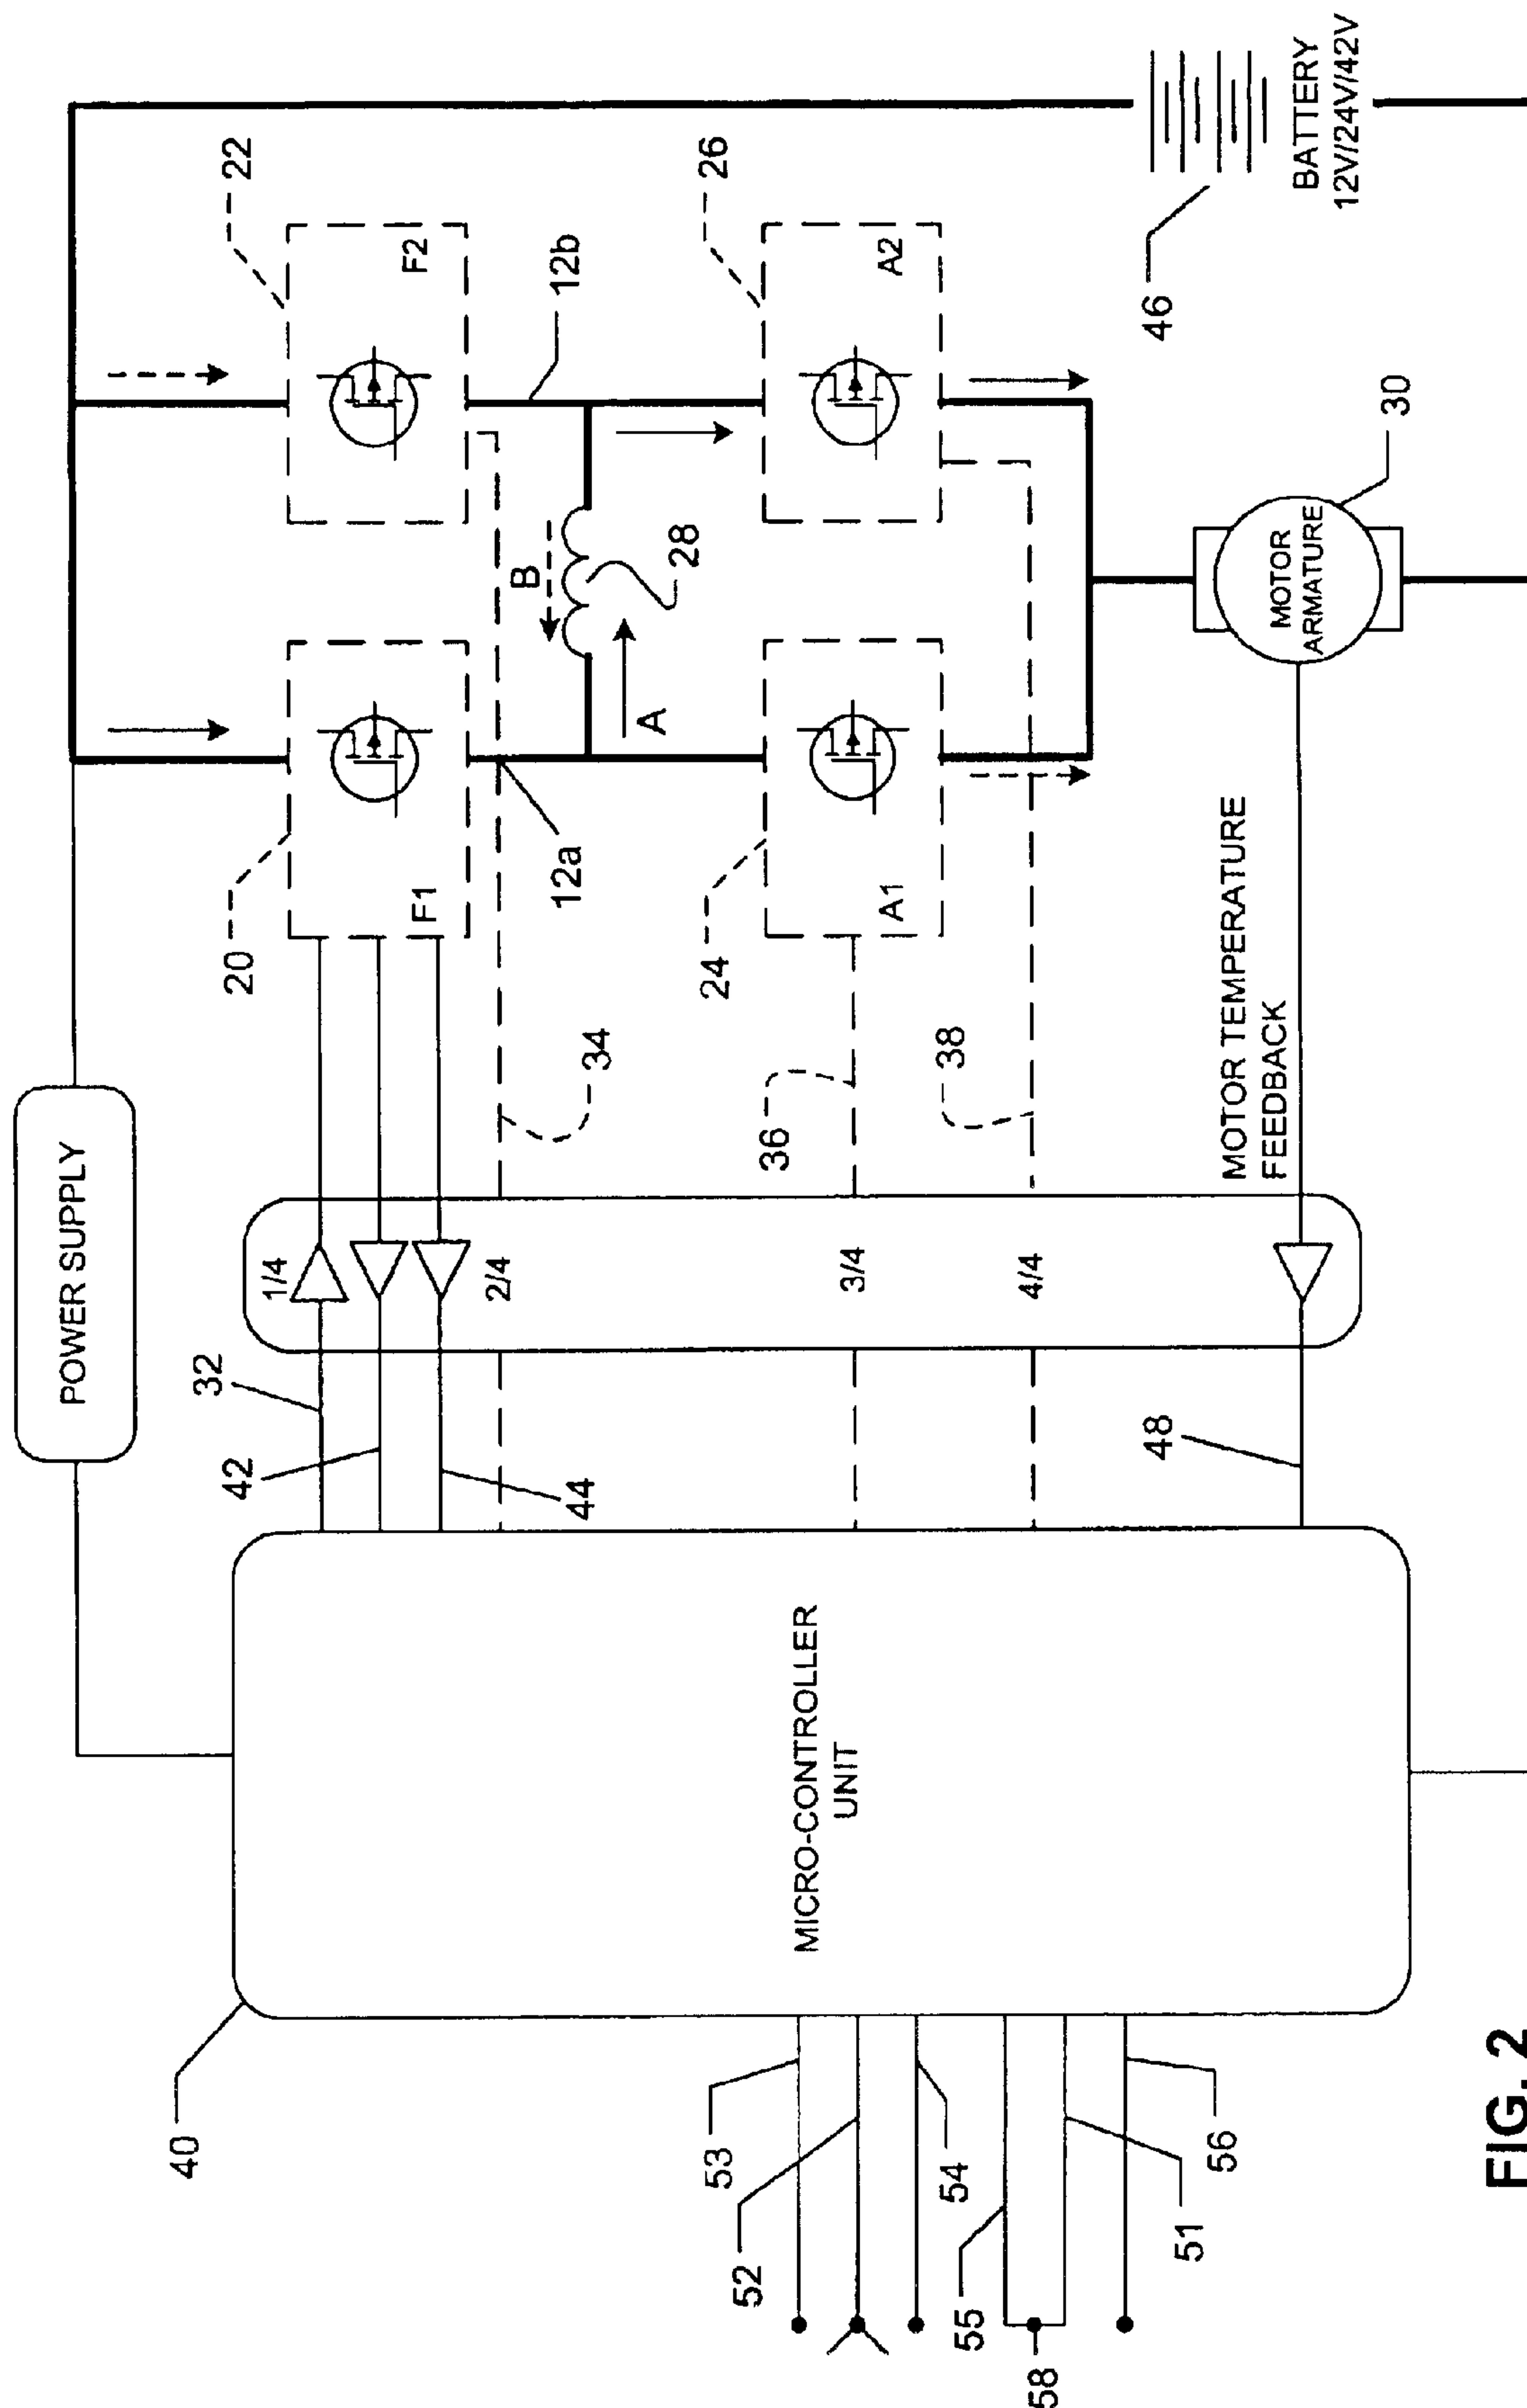 POWER SUPPLY
20
22
F1
F2
12a
12b
A
B
28
24
26
A1
A2
34
36
38
1/4
2/4
3/4
4/4
32
42
44
48
MOTOR TEMPERATURE
FEEDBACK
MOTOR
ARMATURE
30
46
BATTERY
12V/24V/42V
MICRO-CONTROLLER
UNIT
40
53
52
54
55
58
51
56
FIG. 2